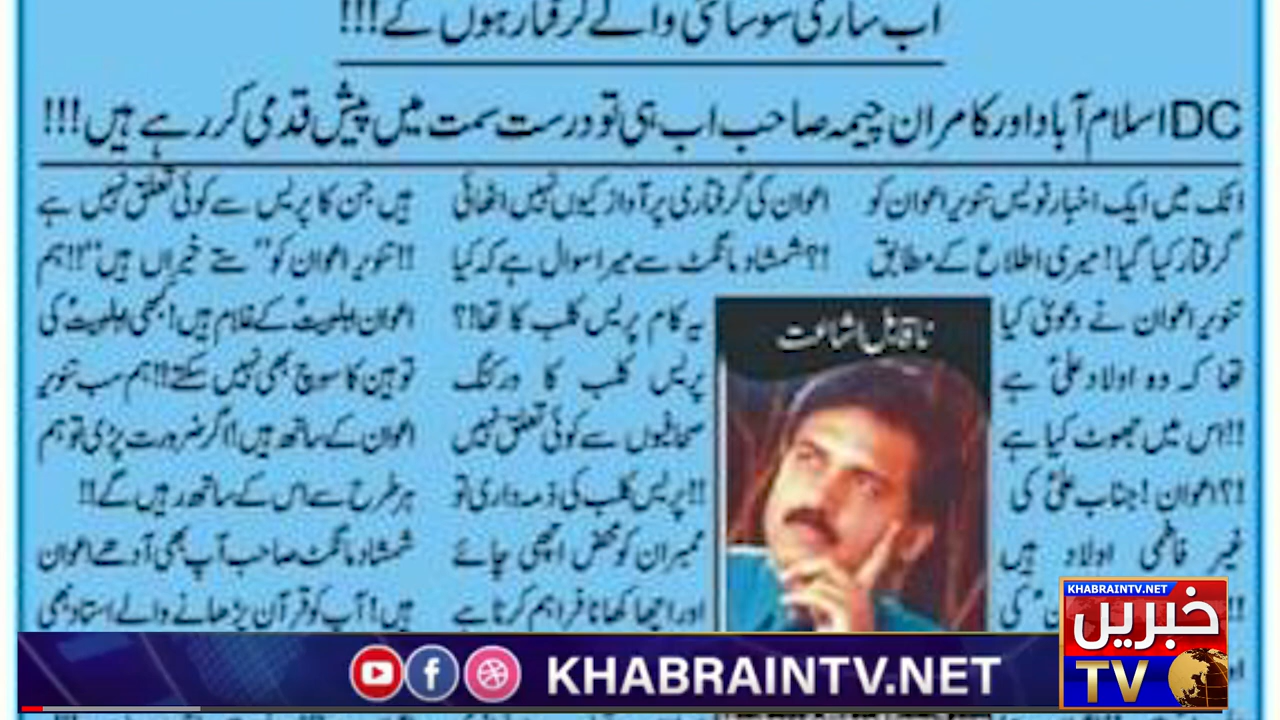 اب ساری سوسائٹی والے گرفتار ہوں گے!!!
DC اسلام آباد اور کامران چیمہ صاحب اب ہی تو درست سمت میں پیش قدمی کر رہے ہیں!!!
اٹک میں ایک اخبار نویس تنویر اعوان کو
گرفتار کیا گیا! میری اطلاع کے مطابق
تنویر اعوان نے دعویٰ کیا
تھا کہ وہ اولاد علیؑ ہے
!!اس میں جھوٹ کیا ہے
!؟اعوان! جناب علیؑ کی
غیر فاطمی اولاد ہیں
!! کی
ناقابل اشاعت
اعوان کی گرفتاری پر آواز کیوں نہیں اٹھائی
!؟ شمشاد مانگٹ سے میرا سوال ہے کہ کیا
یہ کام پریس کلب کا تھا!؟
پریس کلب کا ورکنگ
صحافیوں سے کوئی تعلق نہیں
!!پریس کلب کی ذمہ داری تو
ممبران کو محض اچھی چائے
اور اچھا کھانا فراہم کرنا ہے
ہیں جن کا پریس سے کوئی تعلق نہیں ہے
!!تنویر اعوان کو "ستے خیراں ہیں"!!ہم
اعوان اہلبیتؑ کے غلام ہیں! کبھی اہلبیتؑ کی
توہین کا سوچ بھی نہیں سکتے!!ہم سب تنویر
اعوان کے ساتھ ہیں! اگر ضرورت پڑی تو ہم
ہر طرح سے اس کے ساتھ رہیں گے!!
شمشاد مانگٹ صاحب آپ بھی آدھے اعوان
ہیں! آپ کو قرآن پڑھانے والے استاد بھی
KHABRAINTV.NET
KHABRAINTV.NET
خبریں
TV